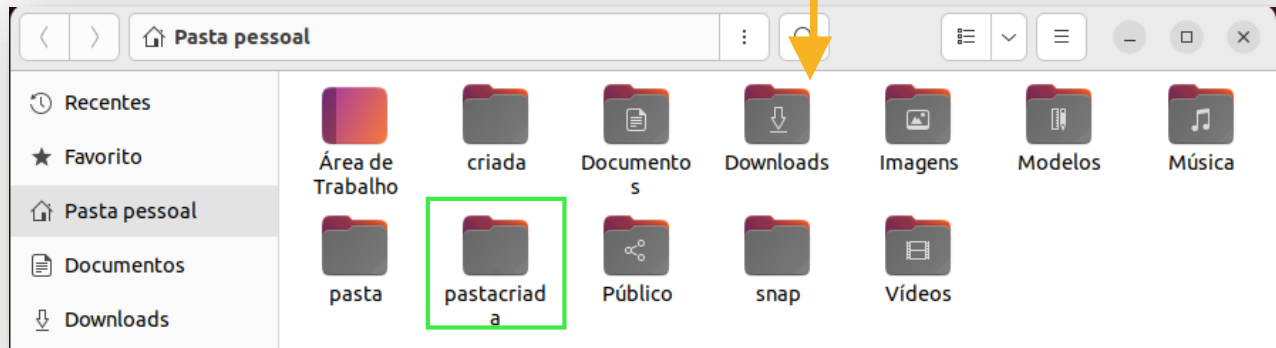 Pasta pessoal
Recentes
Favorito
Pasta pessoal
Documentos
Downloads
Área de
Trabalho
criada
Documento
s
Downloads
Imagens
Modelos
Música
pasta
pastacriad
a
Público
snap
Vídeos